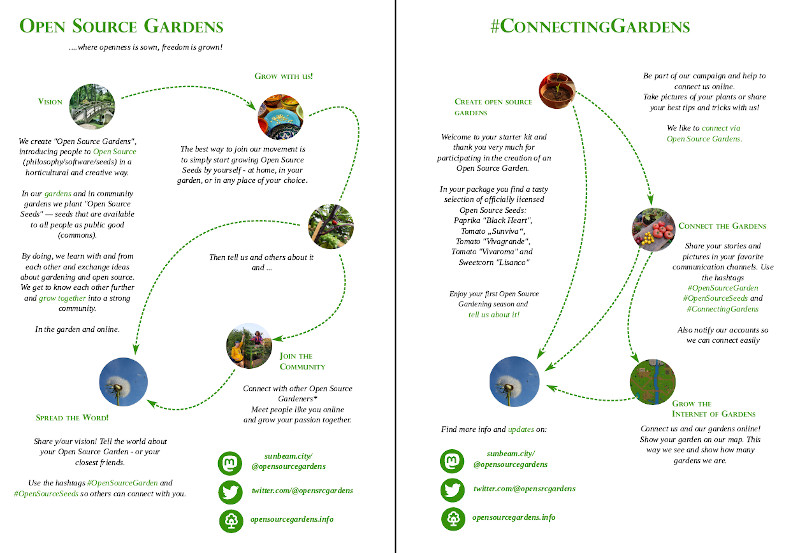 Open Source Gardens
....where openness is sown, freedom is grown!
Vision
We create "Open Source Gardens",
introducing people to Open Source
(philosophy/software/seeds) in a
horticultural and creative way.
In our gardens and in community
gardens we plant "Open Source
Seeds" — seeds that are available
to all people as public good
(commons).
By doing, we learn with and from
each other and exchange ideas
about gardening and open source.
We get to know each other further
and grow together into a strong
community.
In the garden and online.
Grow with us!
The best way to join our movement is
to simply start growing Open Source
Seeds by yourself - at home, in your
garden, or in any place of your choice.
Then tell us and others about it
and ...
Join the
Community
Connect with other Open Source
Gardeners*
Meet people like you online
and grow your passion together.
Spread the Word!
Share y/our vision! Tell the world about
your Open Source Garden - or your
closest friends.
Use the hashtags #OpenSourceGarden and
#OpenSourceSeeds so others can connect with you.
sunbeam.city/
@opensourcegardens
twitter.com/@opensrcgardens
opensourcegardens.info
#ConnectingGardens
Create open source
gardens
Welcome to your starter kit and
thank you very much for
participating in the creation of an
Open Source Garden.
In your package you find a tasty
selection of officially licensed
Open Source Seeds:
Paprika "Black Heart",
Tomato „Sunviva“,
Tomato "Vivagrande",
Tomato "Vivaroma" and
Sweetcorn "Lisanco"
Enjoy your first Open Source
Gardening season and
tell us about it!
Be part of our campaign and help to
connect us online.
Take pictures of your plants or share
your best tips and tricks with us!
We like to connect via
Open Source Gardens.
Connect the Gardens
Share your stories and
pictures in your favorite
communication channels. Use
the hashtags
#OpenSourceGarden
#OpenSourceSeeds and
#ConnectingGardens
Also notify our accounts so
we can connect easily
Grow the
Internet of Gardens
Connect us and our gardens online!
Show your garden on our map. This
way we see and show how many
gardens we are.
Find more info and updates on:
sunbeam.city/
@opensourcegardens
twitter.com/@opensrcgardens
opensourcegardens.info